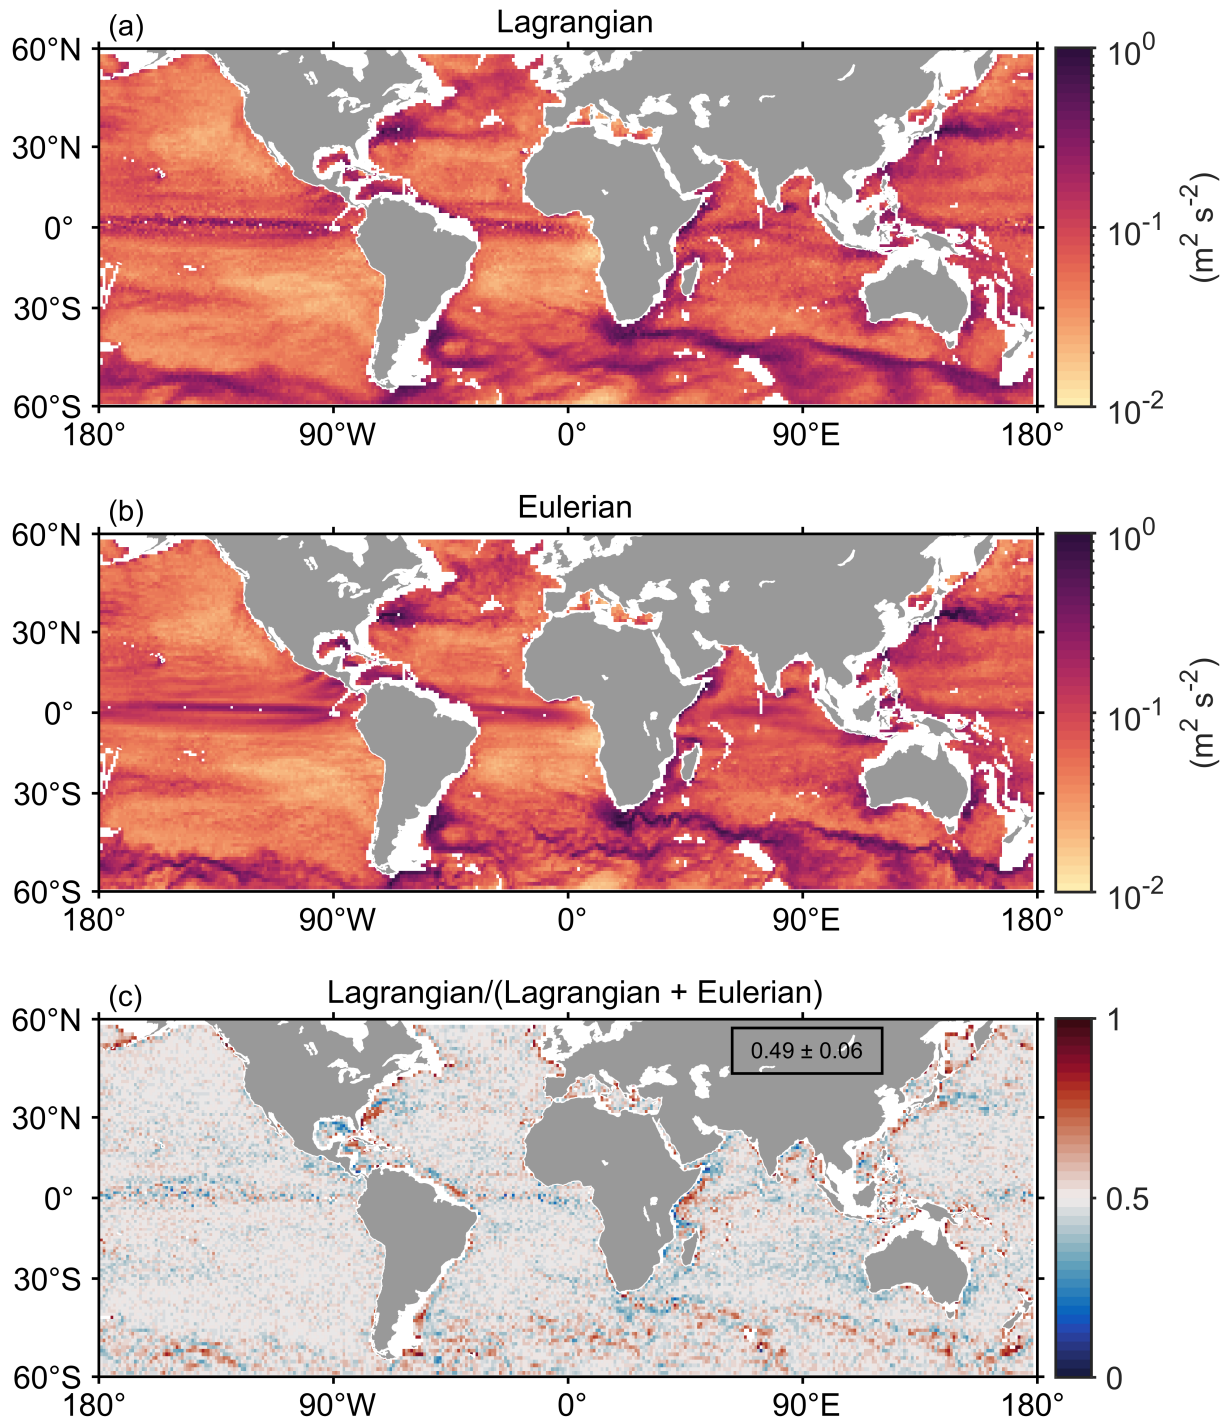 (a) Lagrangian
60°N
30°N
0°
30°S
60°S
180° 90°W 0° 90°E 180°
10^0
10^-1
10^-2
(m^2 s^-2)
(b) Eulerian
60°N
30°N
0°
30°S
60°S
180° 90°W 0° 90°E 180°
10^0
10^-1
10^-2
(m^2 s^-2)
(c) Lagrangian/(Lagrangian + Eulerian)
0.49 ± 0.06
60°N
30°N
0°
30°S
60°S
180° 90°W 0° 90°E 180°
1
0.5
0